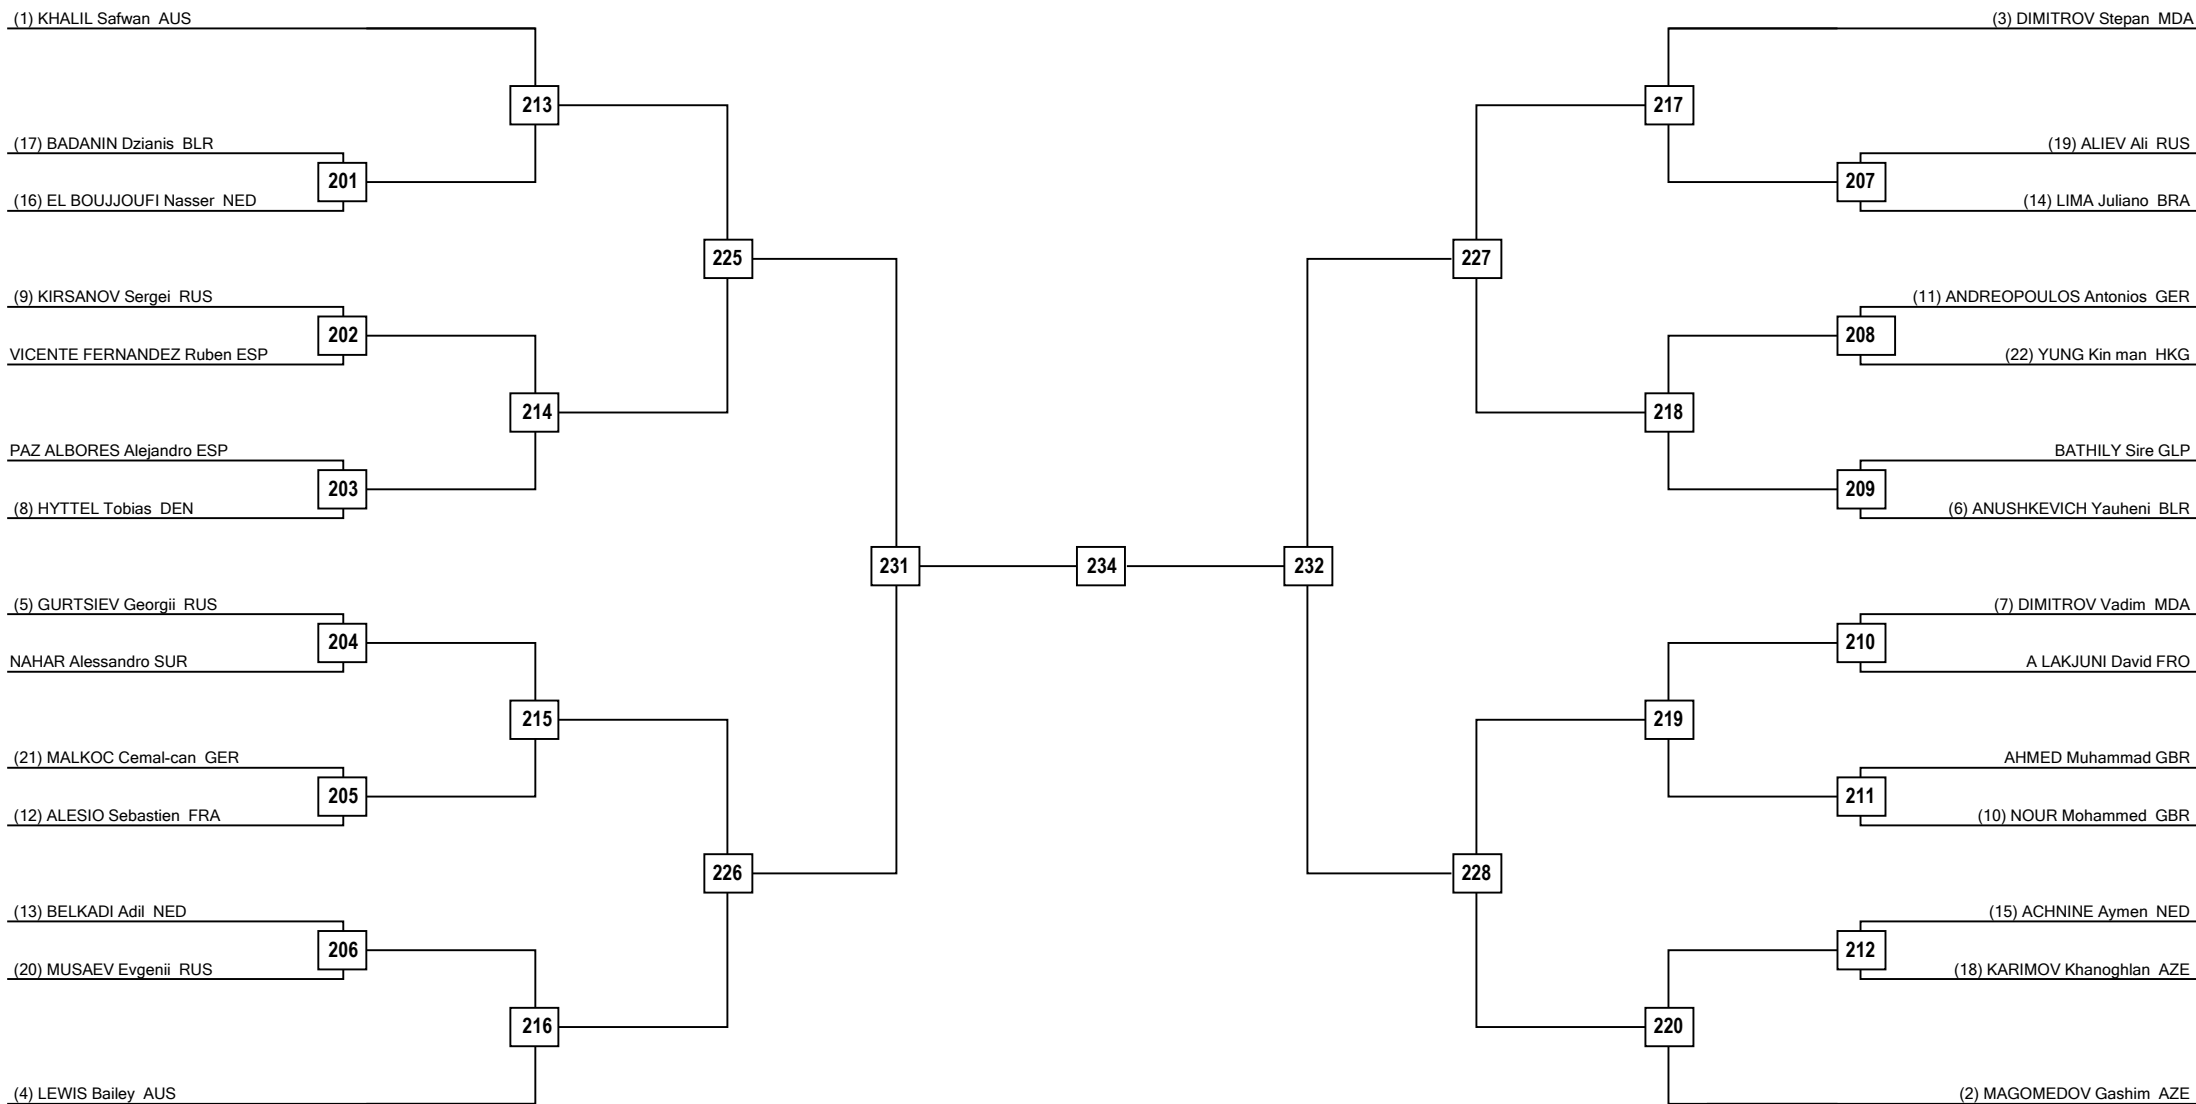 (1) KHALIL Safwan AUS
(3) DIMITROV Stepan MDA
213
217
(17) BADANIN Dzianis BLR
(19) ALIEV Ali RUS
201
207
(16) EL BOUJJOUFI Nasser NED
(14) LIMA Juliano BRA
225
227
(9) KIRSANOV Sergei RUS
(11) ANDREOPOULOS Antonios GER
202
208
VICENTE FERNANDEZ Ruben ESP
(22) YUNG Kin man HKG
214
218
PAZ ALBORES Alejandro ESP
BATHILY Sire GLP
203
209
(8) HYTTEL Tobias DEN
(6) ANUSHKEVICH Yauheni BLR
231
234
232
(5) GURTSIEV Georgii RUS
(7) DIMITROV Vadim MDA
204
210
NAHAR Alessandro SUR
A LAKJUNI David FRO
215
219
(21) MALKOC Cemal-can GER
AHMED Muhammad GBR
205
211
(12) ALESIO Sebastien FRA
(10) NOUR Mohammed GBR
226
228
(13) BELKADI Adil NED
(15) ACHNINE Aymen NED
206
212
(20) MUSAEV Evgenii RUS
(18) KARIMOV Khanoghlan AZE
216
220
(4) LEWIS Bailey AUS
(2) MAGOMEDOV Gashim AZE